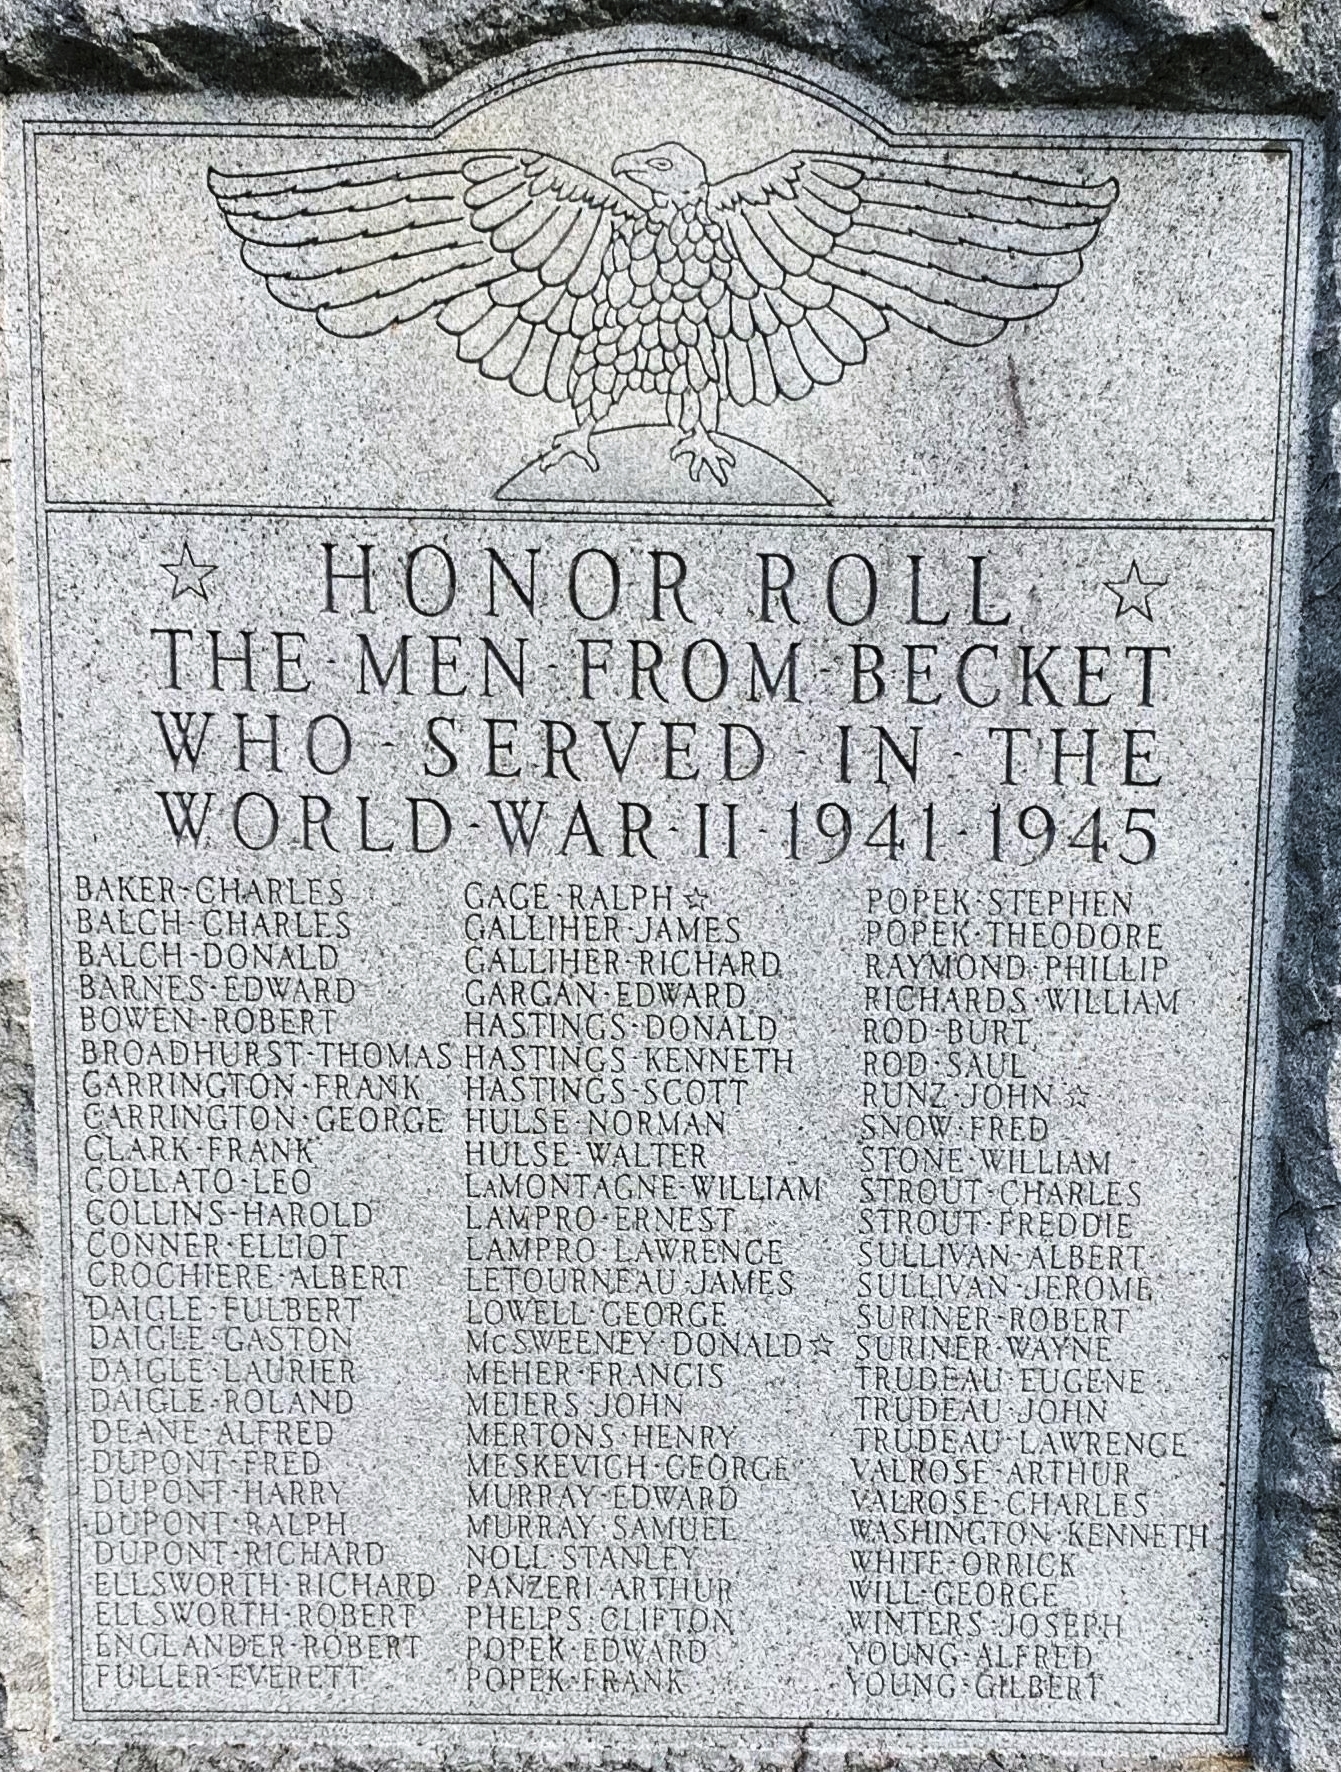 ☆ HONOR ROLL ☆
THE·MEN·FROM·BECKET
WHO·SERVED·IN·THE
WORLD·WAR·II·1941·1945
BAKER·CHARLES
BALCH·CHARLES
BALCH·DONALD
BARNES·EDWARD
BOWEN·ROBERT
BROADHURST·THOMAS
CARRINGTON·FRANK
CARRINGTON·GEORGE
CLARK·FRANK
COLLATO·LEO
COLLINS·HAROLD
CONNER·ELLIOT
CROCHIERE·ALBERT
DAIGLE·FULBERT
DAIGLE·GASTON
DAIGLE·LAURIER
DAIGLE·ROLAND
DEANE·ALFRED
DUPONT·FRED
DUPONT·HARRY
DUPONT·RALPH
DUPONT·RICHARD
ELLSWORTH·RICHARD
ELLSWORTH·ROBERT
ENGLANDER·ROBERT
FULLER·EVERETT
GAGE·RALPH ☆
GALLIHER·JAMES
GALLIHER·RICHARD
GARGAN·EDWARD
HASTINGS·DONALD
HASTINGS·KENNETH
HASTINGS·SCOTT
HULSE·NORMAN
HULSE·WALTER
LAMONTAGNE·WILLIAM
LAMPRO·ERNEST
LAMPRO·LAWRENCE
LETOURNEAU·JAMES
LOWELL·GEORGE
McSWEENEY·DONALD ☆
MEHER·FRANCIS
MEIERS·JOHN
MERTONS·HENRY
MESKEVICH·GEORGE
MURRAY·EDWARD
MURRAY·SAMUEL
NOLL·STANLEY
PANZERI·ARTHUR
PHELPS·CLIFTON
POPEK·EDWARD
POPEK·FRANK
POPEK·STEPHEN
POPEK·THEODORE
RAYMOND·PHILLIP
RICHARDS·WILLIAM
ROD·BURT
ROD·SAUL
RUNZ·JOHN ☆
SNOW·FRED
STONE·WILLIAM
STROUT·CHARLES
STROUT·FREDDIE
SULLIVAN·ALBERT
SULLIVAN·JEROME
SURINER·ROBERT
SURINER·WAYNE
TRUDEAU·EUGENE
TRUDEAU·JOHN
TRUDEAU·LAWRENCE
VALROSE·ARTHUR
VALROSE·CHARLES
WASHINGTON·KENNETH
WHITE·ORRICK
WILL·GEORGE
WINTERS·JOSEPH
YOUNG·ALFRED
YOUNG·GILBERT